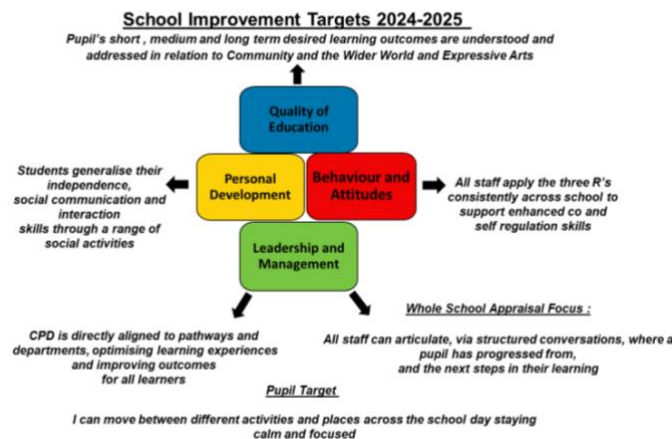 School Improvement Targets 2024-2025
Pupil's short , medium and long term desired learning outcomes are understood and
addressed in relation to Community and the Wider World and Expressive Arts
Quality of
Education
Students generalise their
independence,
social communication and
interaction
skills through a range of
social activities
Personal
Development
Behaviour and
Attitudes
All staff apply the three R's
consistently across school to
support enhanced co and
self regulation skills
Leadership and
Management
Whole School Appraisal Focus :
CPD is directly aligned to pathways and
departments, optimising learning experiences
and improving outcomes
for all learners
All staff can articulate, via structured conversations, where a
pupil has progressed from,
and the next steps in their learning
Pupil Target
I can move between different activities and places across the school day staying
calm and focused